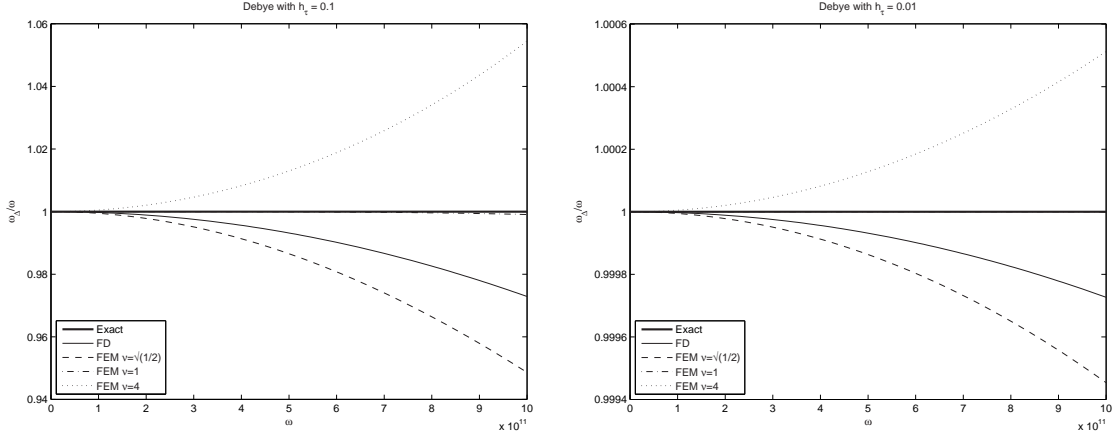 Debye with hτ = 0.1
1.06
1.04
1.02
1
0.98
0.96
0.94
ωΔ/ω
Exact
FD
FEM ν=√(1/2)
FEM ν=1
FEM ν=4
0 1 2 3 4 5 6 7 8 9 10
x 10^11
ω
Debye with hτ = 0.01
1.0006
1.0004
1.0002
1
0.9998
0.9996
0.9994
ωΔ/ω
Exact
FD
FEM ν=√(1/2)
FEM ν=1
FEM ν=4
0 1 2 3 4 5 6 7 8 9 10
x 10^11
ω